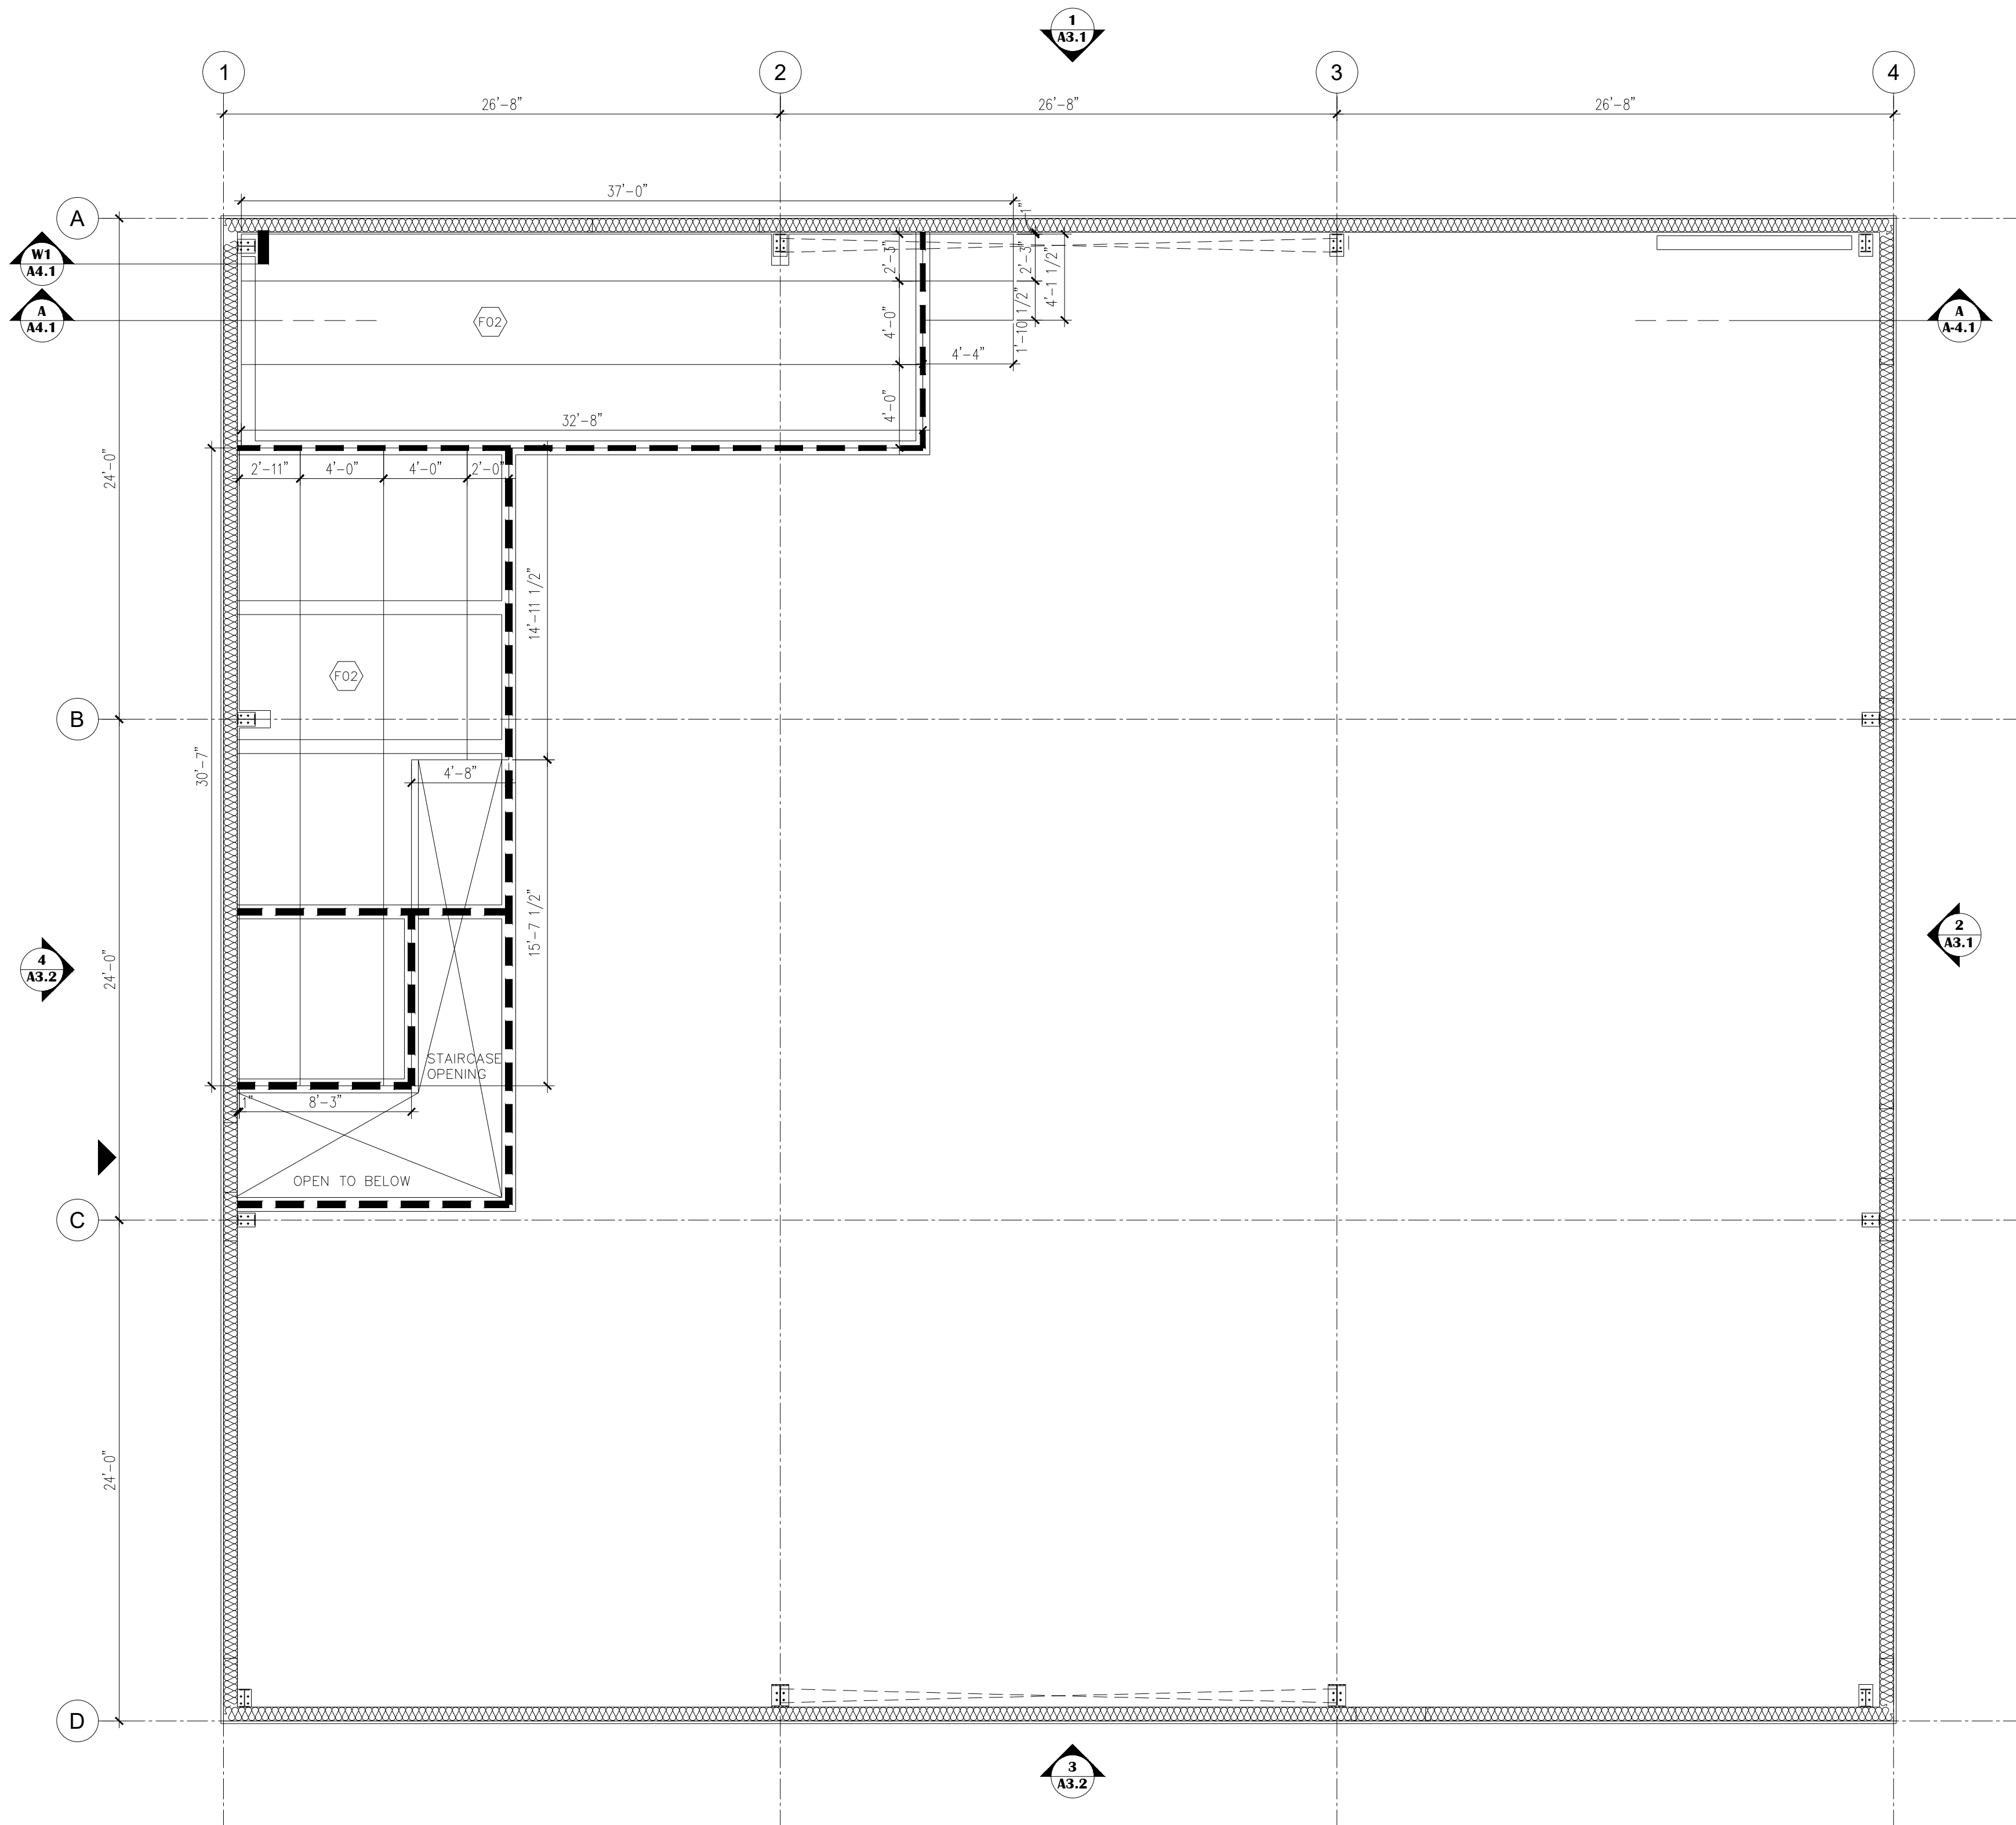 1
A3.1
1
2
3
4
26'-8"
26'-8"
26'-8"
37'-0"
1"
A
W1
A4.1
A
A4.1
F02
2'-3"
4'-0"
4'-0"
2'-3"
1'-10 1/2"
4'-1 1/2"
4'-4"
A
A-4.1
32'-8"
24'-0"
2'-11"
4'-0"
4'-0"
2'-0"
14'-11 1/2"
F02
B
30'-7"
4'-8"
15'-7 1/2"
2
A3.1
4
A3.2
24'-0"
STAIRCASE
OPENING
1"
8'-3"
OPEN TO BELOW
C
24'-0"
D
3
A3.2